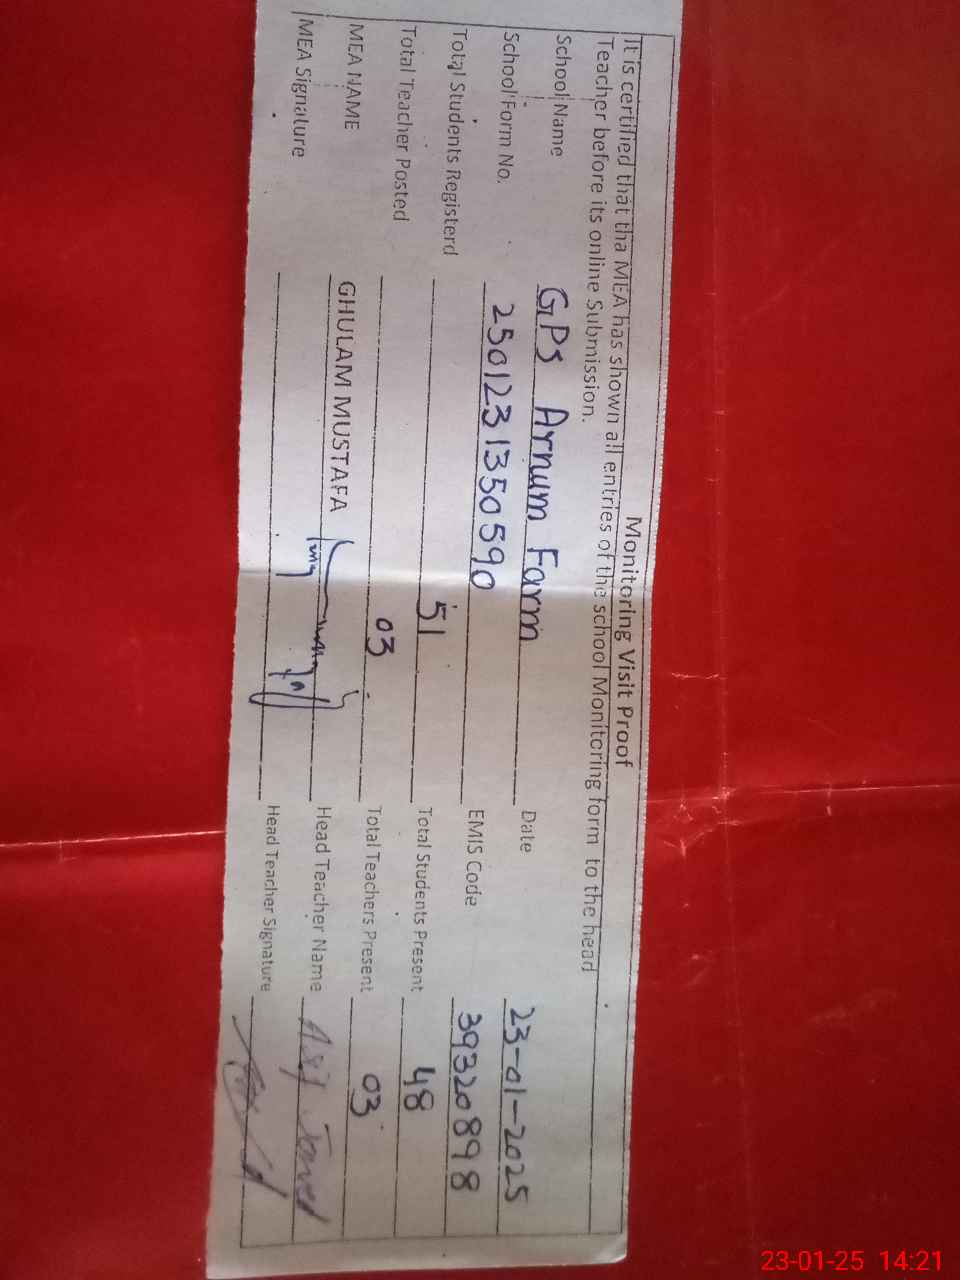 Monitoring Visit Proof
It is certified that tha MEA has shown all entries of the school Monitoring form to the head
Teacher before its online Submission.
School Name GPS Arnum Farm Date 23-01-2025
School Form No. 2501231350590 EMIS Code 39320898
Total Students Registerd 51 Total Students Present 48
Total Teacher Posted 03 Total Teachers Present 03
MEA NAME GHULAM MUSTAFA Head Teacher Name Asif Javed
MEA Signature Head Teacher Signature
23-01-25 14:21